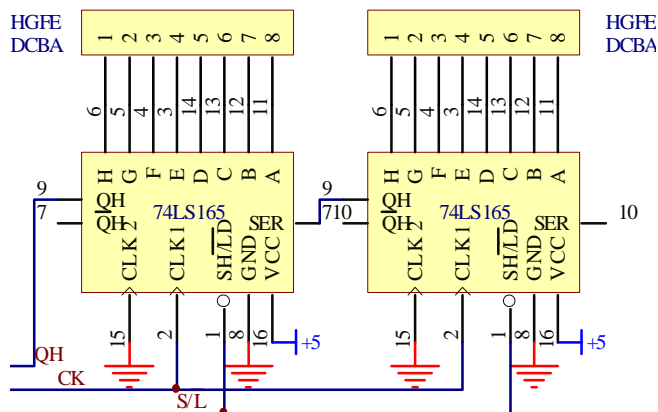 HGFE
DCBA
1 2 3 4 5 6 7 8
1 2 3 4 5 6 7 8
HGFE
DCBA
6 5 4 3 14 13 12 11
6 5 4 3 14 13 12 11
H G F E D C B A
H G F E D C B A
9 QH
7 QH
74LS165
SER
9 QH
710 QH
74LS165
SER 10
CLK2 CLK1 SH/LD GND VCC
CLK2 CLK1 SH/LD GND VCC
15 2 1 8 16
+5
15 2 1 8 16
+5
QH
CK
S/L